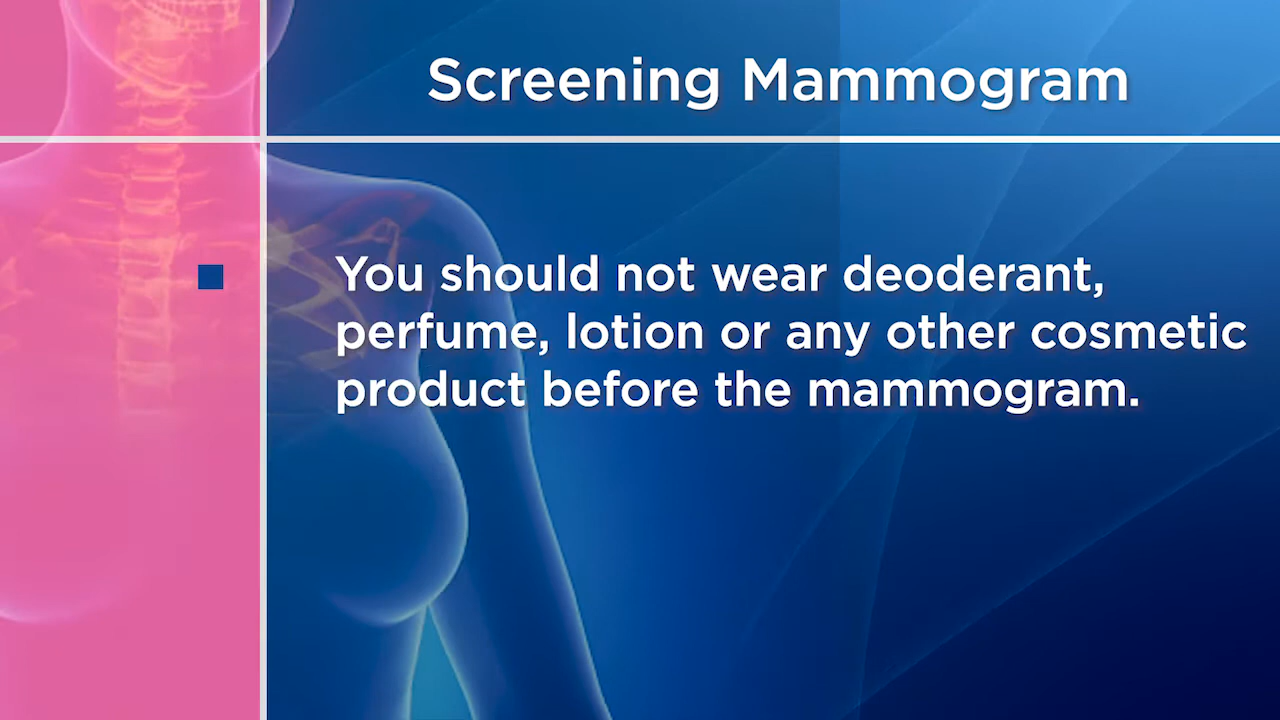 Screening Mammogram
You should not wear deoderant,
perfume, lotion or any other cosmetic
product before the mammogram.